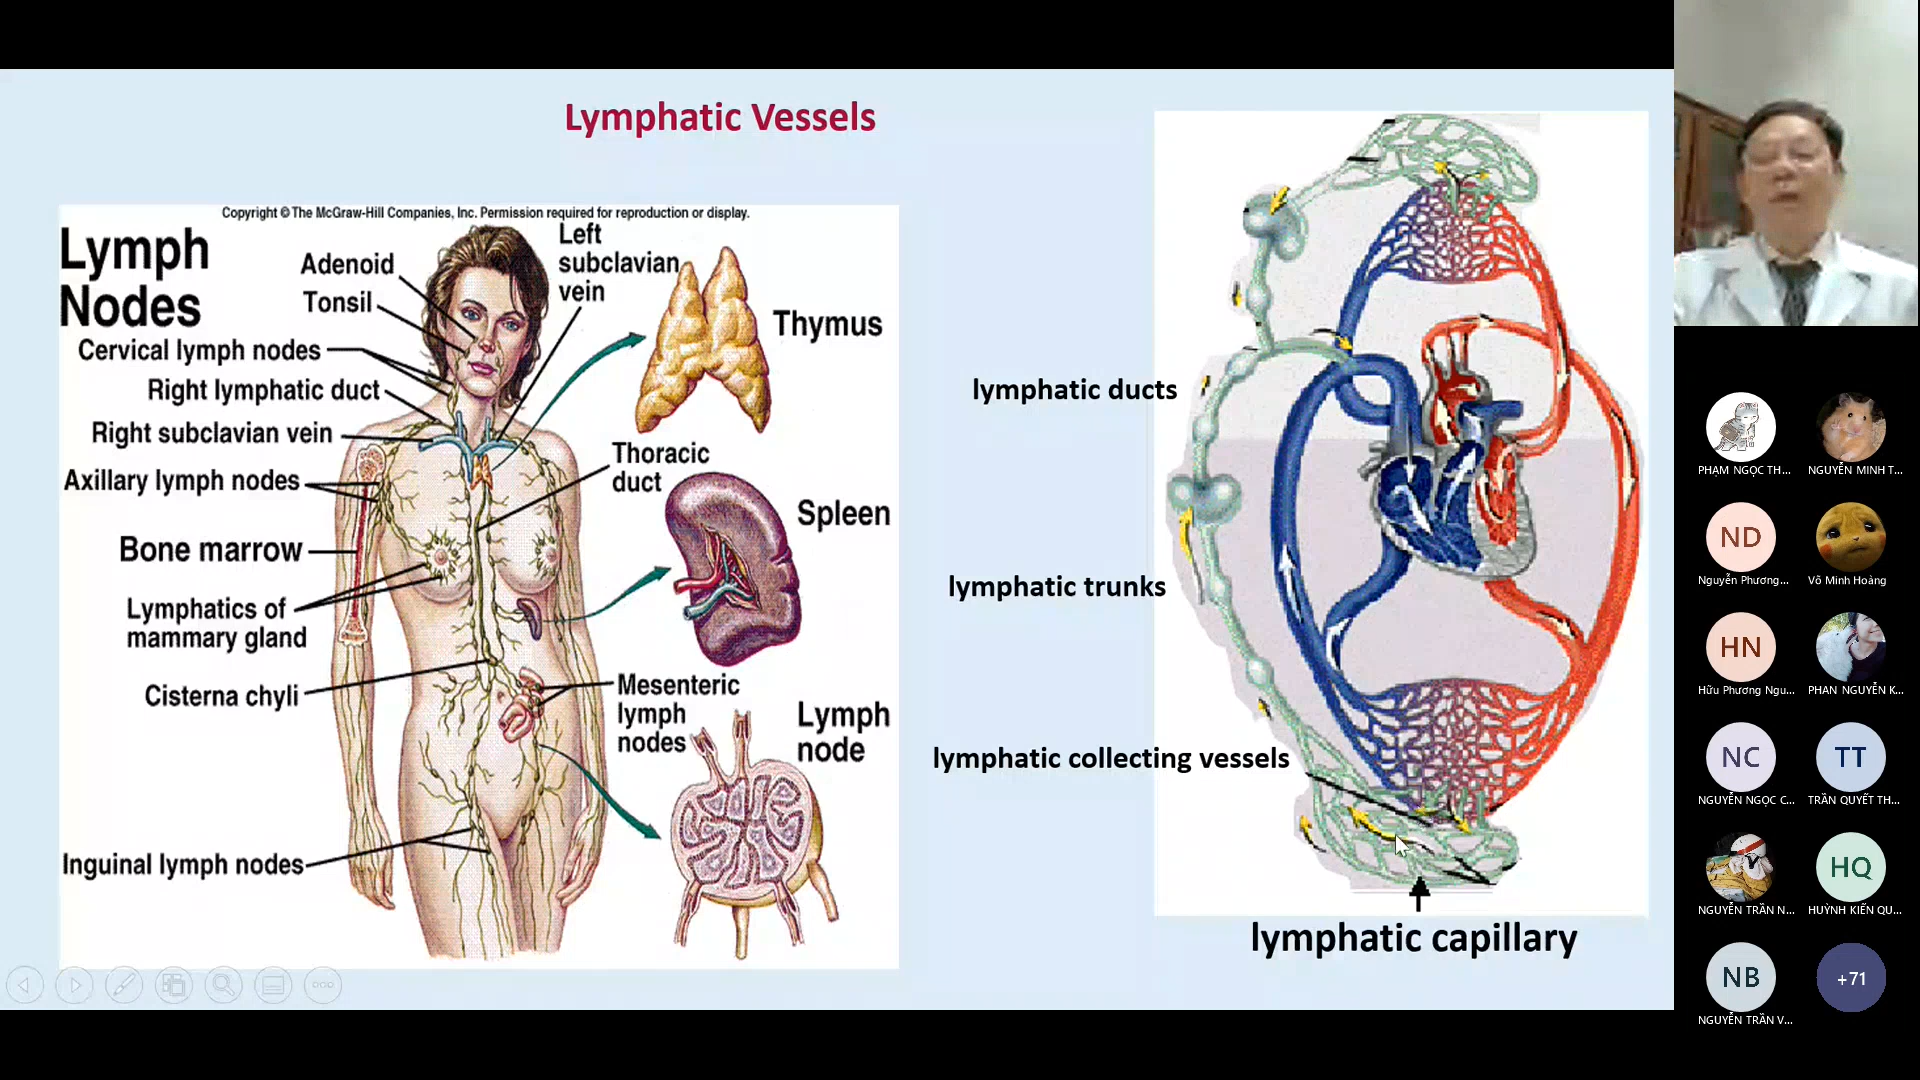 Lymphatic Vessels
Copyright © The McGraw-Hill Companies, Inc. Permission required for reproduction or display.
Lymph
Nodes
Adenoid
Tonsil
Cervical lymph nodes
Right lymphatic duct
Right subclavian vein
Axillary lymph nodes
Bone marrow
Lymphatics of
mammary gland
Cisterna chyli
Inguinal lymph nodes
Left
subclavian
vein
Thymus
Thoracic
duct
Spleen
Mesenteric
lymph
nodes
Lymph
node
lymphatic ducts
lymphatic trunks
lymphatic collecting vessels
lymphatic capillary
PHẠM NGỌC TH...
NGUYỄN MINH T...
ND
Nguyễn Phương...
Võ Minh Hoàng
HN
Hữu Phương Ngu...
PHAN NGUYỄN K...
NC
NGUYỄN NGỌC C...
TT
TRẦN QUYẾT TH...
NGUYỄN TRẦN N...
HQ
HUỲNH KIẾN QU...
NB
NGUYỄN TRẦN V...
+71